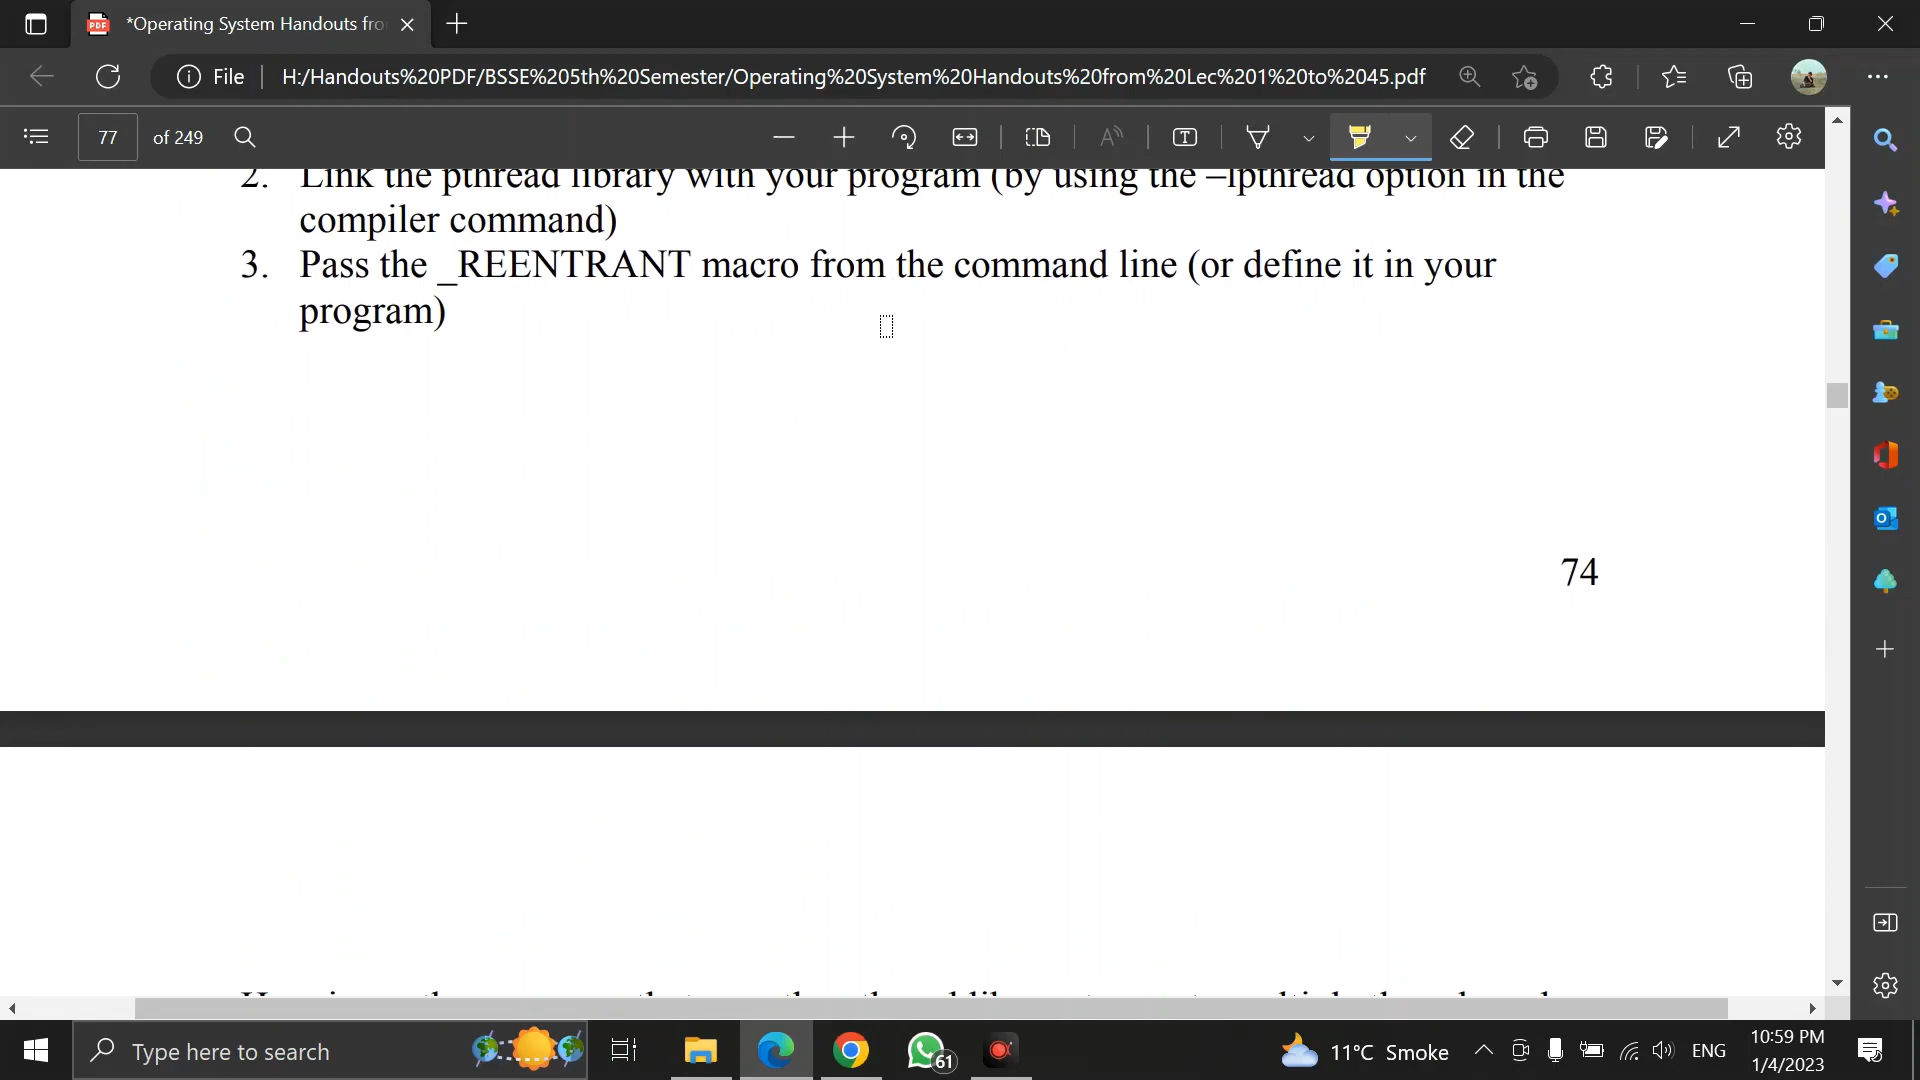 *Operating System Handouts fro
File
H:/Handouts%20PDF/BSSE%205th%20Semester/Operating%20System%20Handouts%20from%20Lec%201%20to%2045.pdf
77 of 249
2. Link the pthread library with your program (by using the –lpthread option in the
compiler command)
3. Pass the _REENTRANT macro from the command line (or define it in your
program)
74
Type here to search
61
11°C Smoke
ENG
10:59 PM
1/4/2023